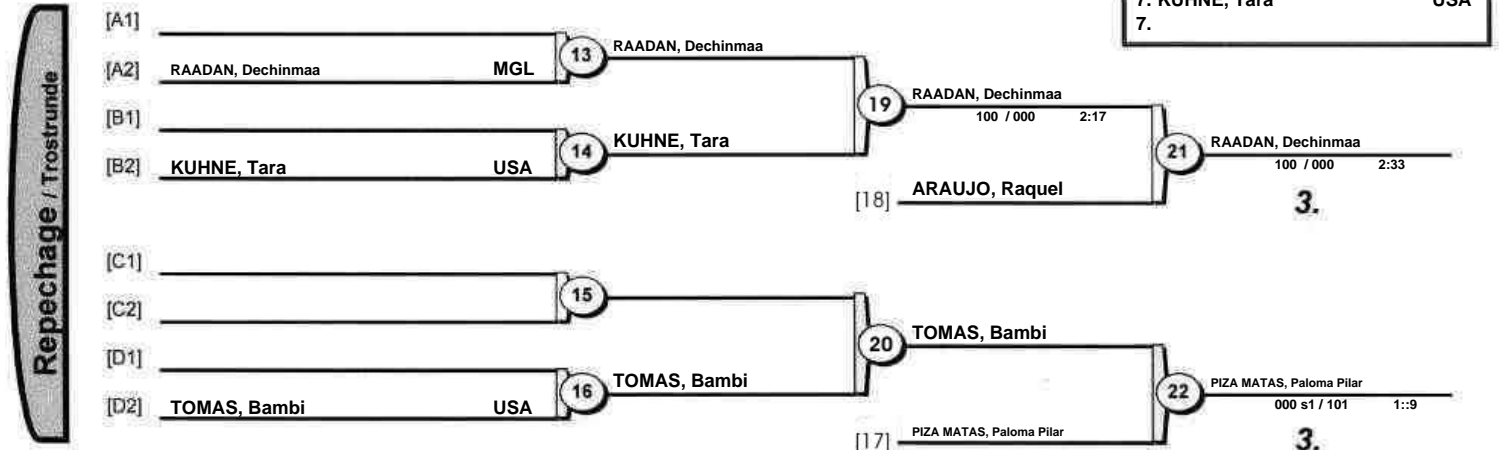 7. KUHNE, Tara USA
7.
Repechage / Trostrunde
[A1]
[A2] RAADAN, Dechinmaa MGL
13
RAADAN, Dechinmaa
[B1]
[B2] KUHNE, Tara USA
14
KUHNE, Tara
19
RAADAN, Dechinmaa
100 / 000 2:17
[18] ARAUJO, Raquel
21
RAADAN, Dechinmaa
100 / 000 2:33
3.
[C1]
[C2]
15
[D1]
[D2] TOMAS, Bambi USA
16
TOMAS, Bambi
20
TOMAS, Bambi
[17] PIZA MATAS, Paloma Pilar
22
PIZA MATAS, Paloma Pilar
000 s1 / 101 1::9
3.